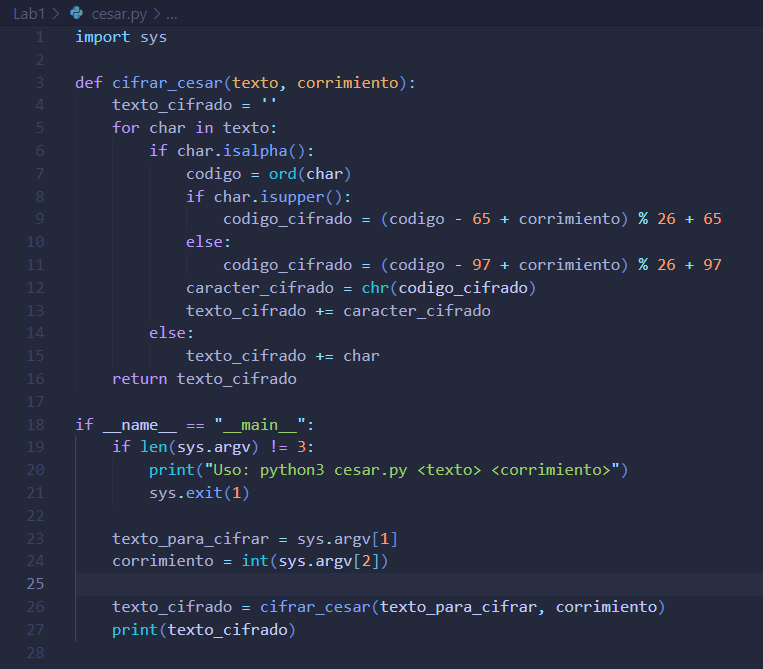 Lab1 > cesar.py > ...
1 import sys
2
3 def cifrar_cesar(texto, corrimiento):
4     texto_cifrado = ''
5     for char in texto:
6         if char.isalpha():
7             codigo = ord(char)
8             if char.isupper():
9                 codigo_cifrado = (codigo - 65 + corrimiento) % 26 + 65
10             else:
11                 codigo_cifrado = (codigo - 97 + corrimiento) % 26 + 97
12             caracter_cifrado = chr(codigo_cifrado)
13             texto_cifrado += caracter_cifrado
14         else:
15             texto_cifrado += char
16     return texto_cifrado
17
18 if __name__ == "__main__":
19     if len(sys.argv) != 3:
20         print("Uso: python3 cesar.py <texto> <corrimiento>")
21         sys.exit(1)
22
23     texto_para_cifrar = sys.argv[1]
24     corrimiento = int(sys.argv[2])
25
26     texto_cifrado = cifrar_cesar(texto_para_cifrar, corrimiento)
27     print(texto_cifrado)
28